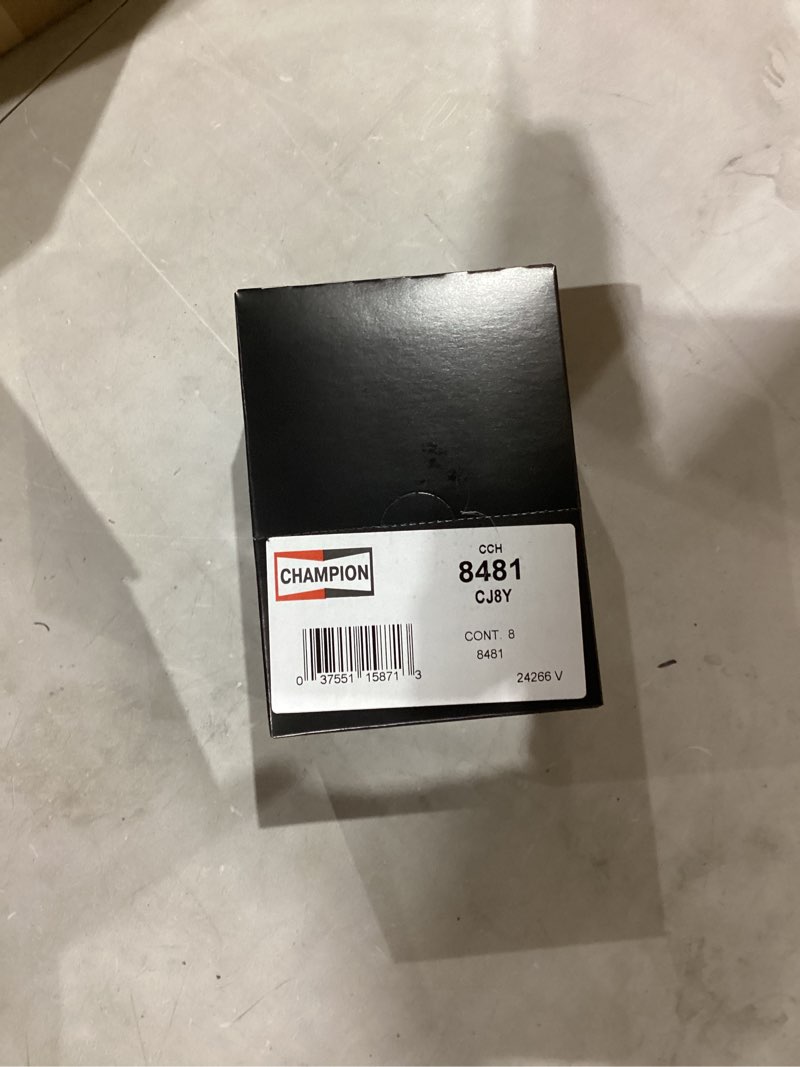 CHAMPION
CCH
8481
CJ8Y
CONT. 8
8481
0 37551 15871 3
24266 V